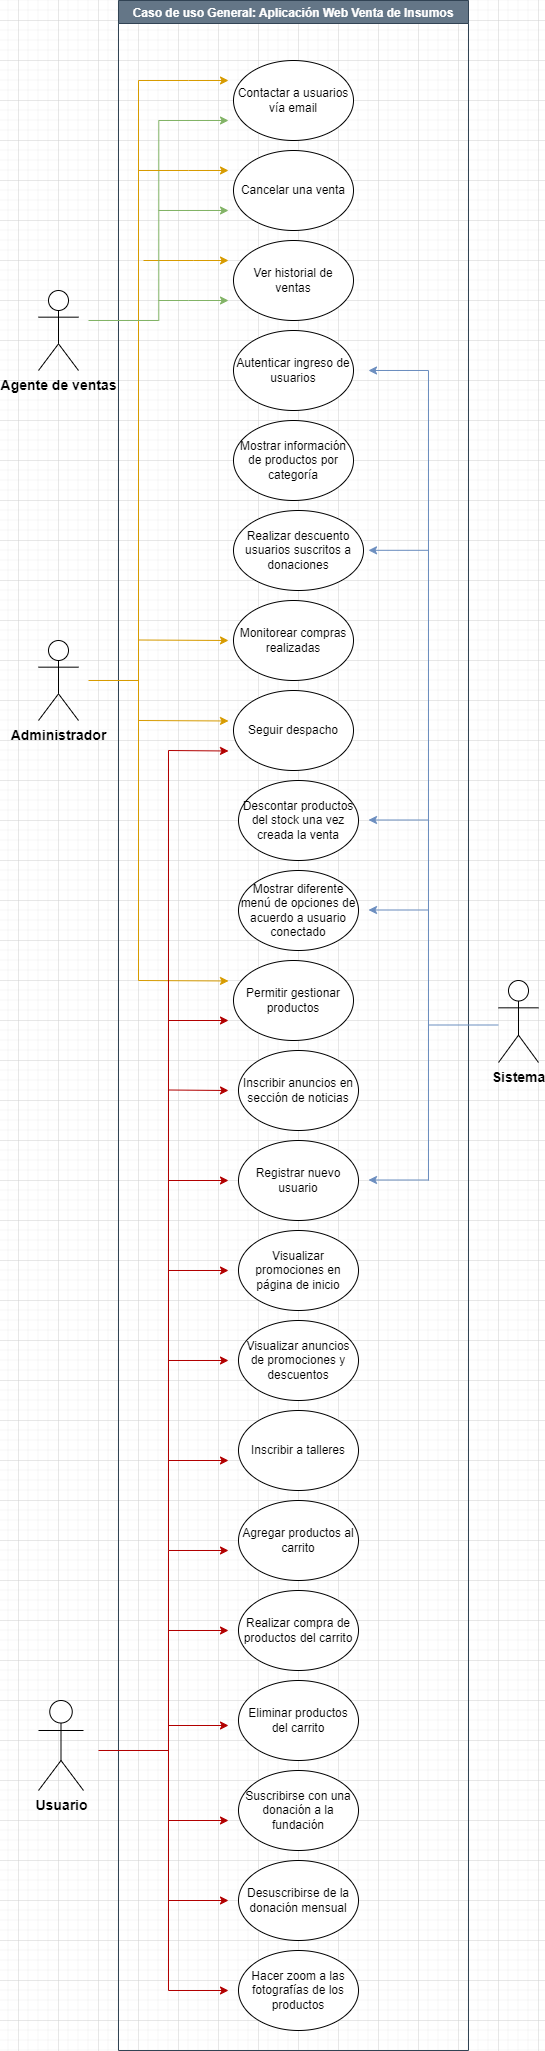 Caso de uso General: Aplicación Web Venta de Insumos
Contactar a usuarios
vía email
Cancelar una venta
Ver historial de
ventas
Agente de ventas
Autenticar ingreso de
usuarios
Mostrar información
de productos por
categoría
Realizar descuento
usuarios suscritos a
donaciones
Monitorear compras
realizadas
Administrador
Seguir despacho
Descontar productos
del stock una vez
creada la venta
Mostrar diferente
menú de opciones de
acuerdo a usuario
conectado
Permitir gestionar
productos
Sistema
Inscribir anuncios en
sección de noticias
Registrar nuevo
usuario
Visualizar
promociones en
página de inicio
Visualizar anuncios
de promociones y
descuentos
Inscribir a talleres
Agregar productos al
carrito
Realizar compra de
productos del carrito
Eliminar productos
del carrito
Usuario
Suscribirse con una
donación a la
fundación
Desuscribirse de la
donación mensual
Hacer zoom a las
fotografías de los
productos